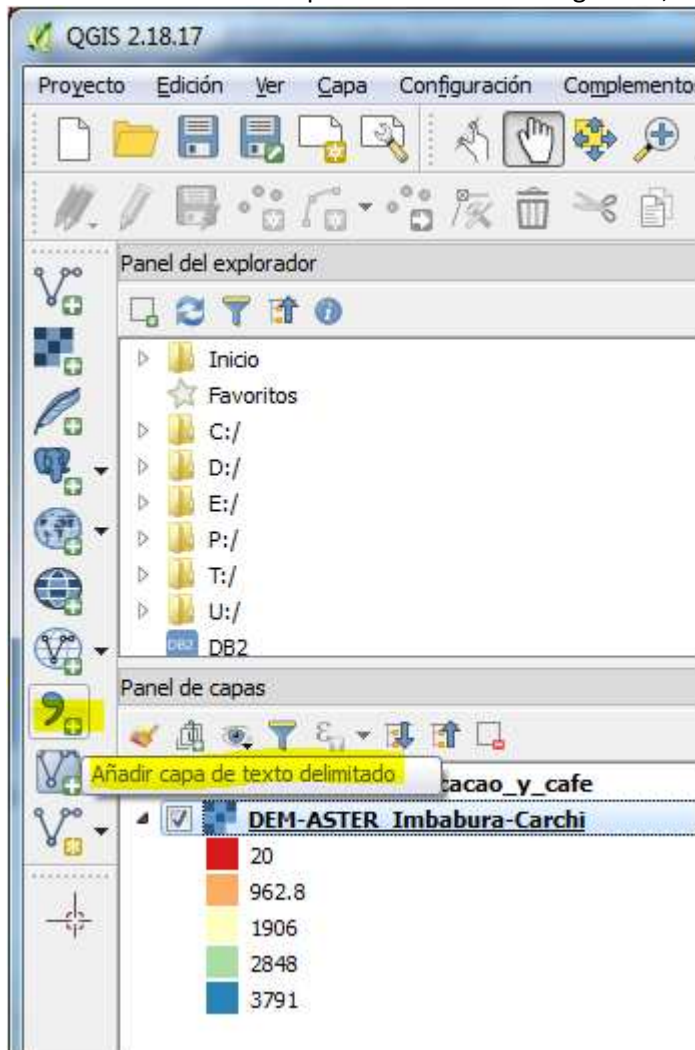 QGIS 2.18.17
Proyecto Edición Ver Capa Configuración Complemento
Panel del explorador
Inicio
Favoritos
C:/
D:/
E:/
P:/
T:/
U:/
DB2 DB2
Panel de capas
Añadir capa de texto delimitado
cacao_y_cafe
DEM-ASTER_Imbabura-Carchi
20
962.8
1906
2848
3791